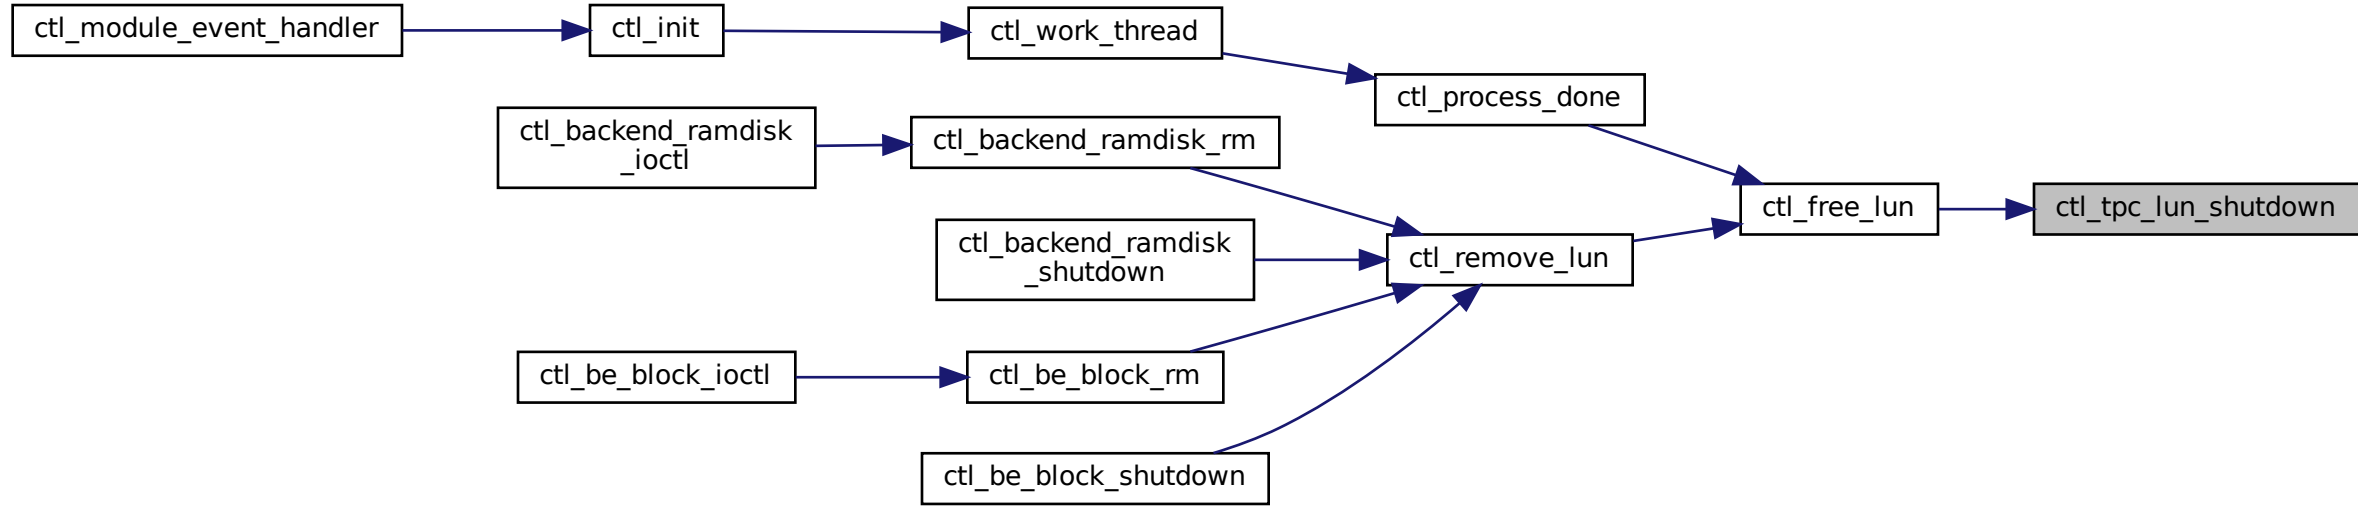 ctl_module_event_handler
ctl_init
ctl_work_thread
ctl_process_done
ctl_backend_ramdisk
_ioctl
ctl_backend_ramdisk_rm
ctl_free_lun
ctl_tpc_lun_shutdown
ctl_backend_ramdisk
_shutdown
ctl_remove_lun
ctl_be_block_ioctl
ctl_be_block_rm
ctl_be_block_shutdown